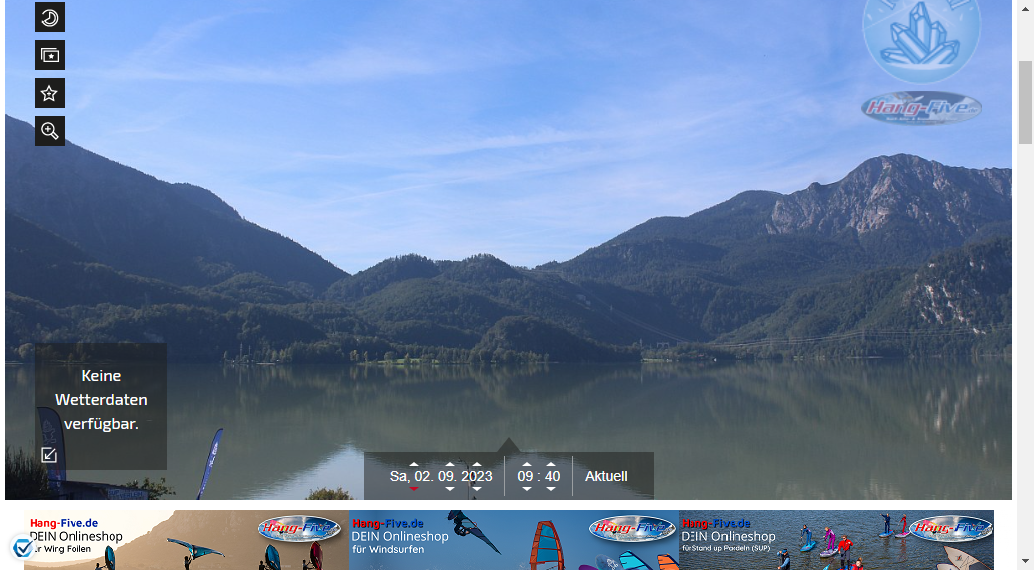 Hang-Five
Keine
Wetterdaten
verfügbar.
Sa, 02. 09. 2023
09 : 40
Aktuell
Hang-Five.de
DEIN Onlineshop
für Wing Foilen
Hang-Five
Hang-Five.de
DEIN Onlineshop
für Windsurfen
Hang-Five
Hang-Five.de
DEIN Onlineshop
für Stand up Paddeln (SUP)
Hang-Five